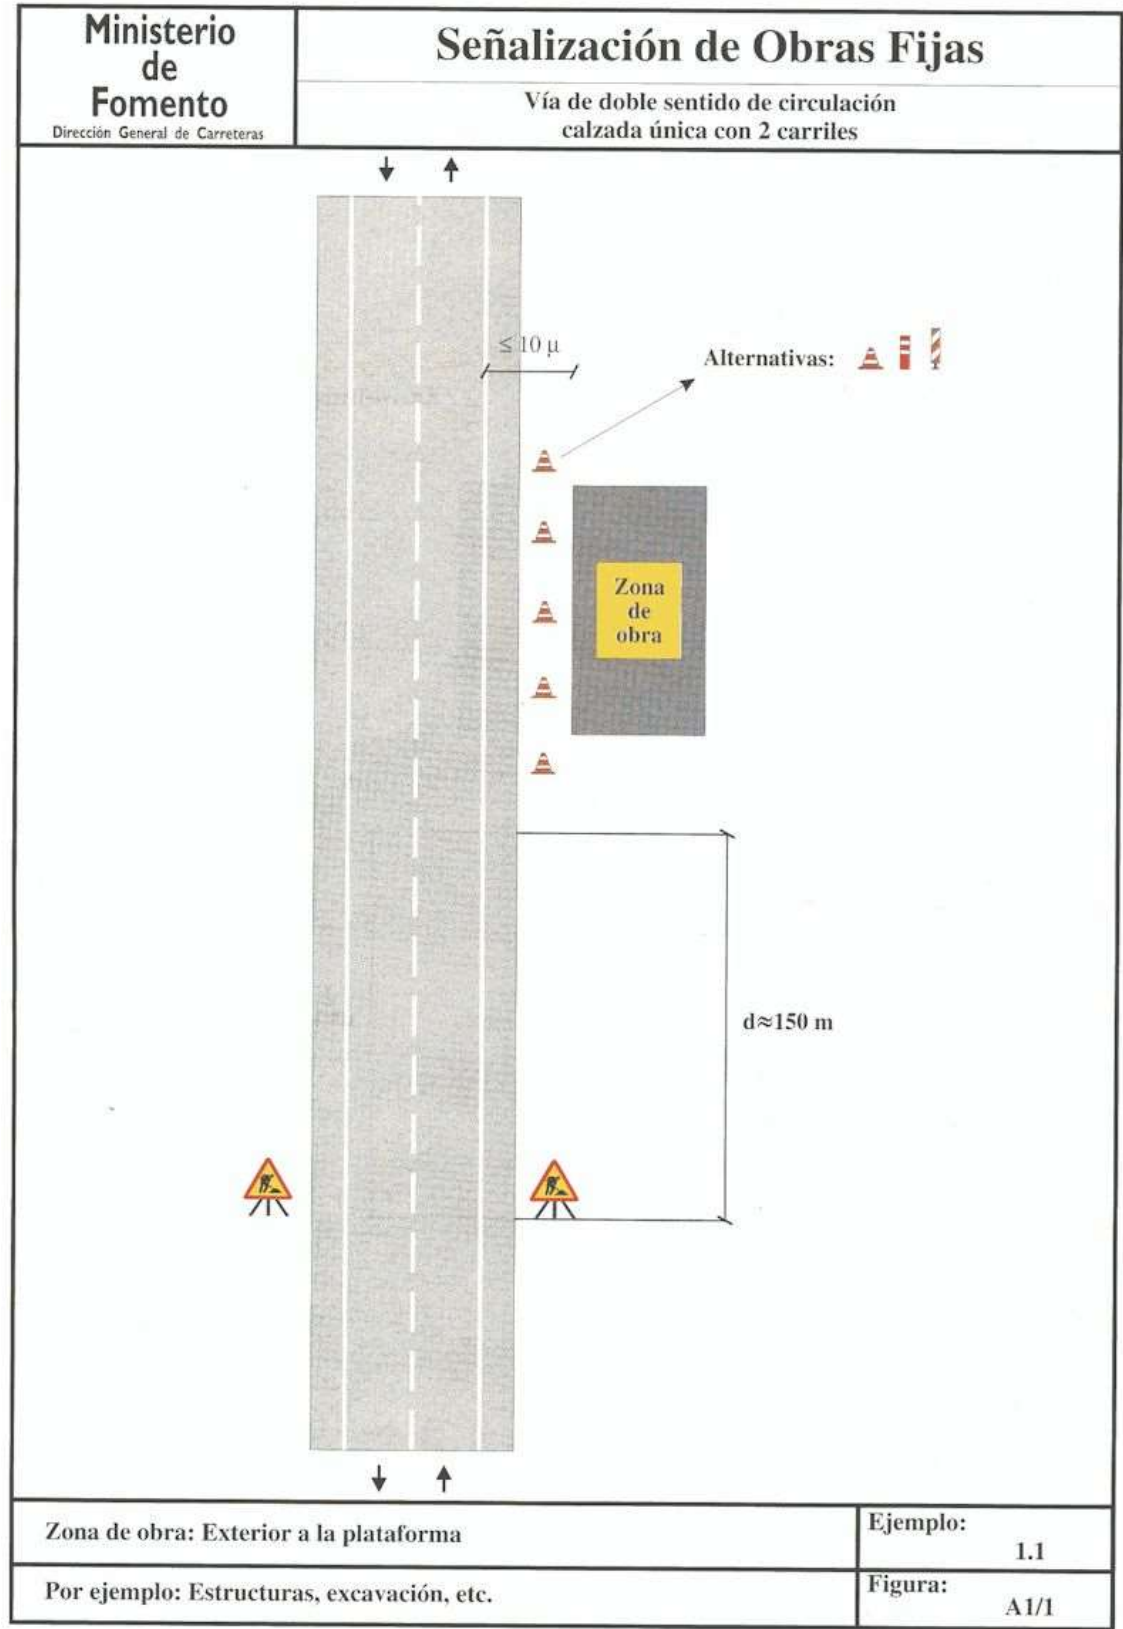 Ministerio
de
Fomento
Dirección General de Carreteras
Señalización de Obras Fijas
Vía de doble sentido de circulación
calzada única con 2 carriles
≤ 10 μ
Alternativas:
Zona
de
obra
d≈150 m
Zona de obra: Exterior a la plataforma
Ejemplo:
1.1
Por ejemplo: Estructuras, excavación, etc.
Figura:
A1/1